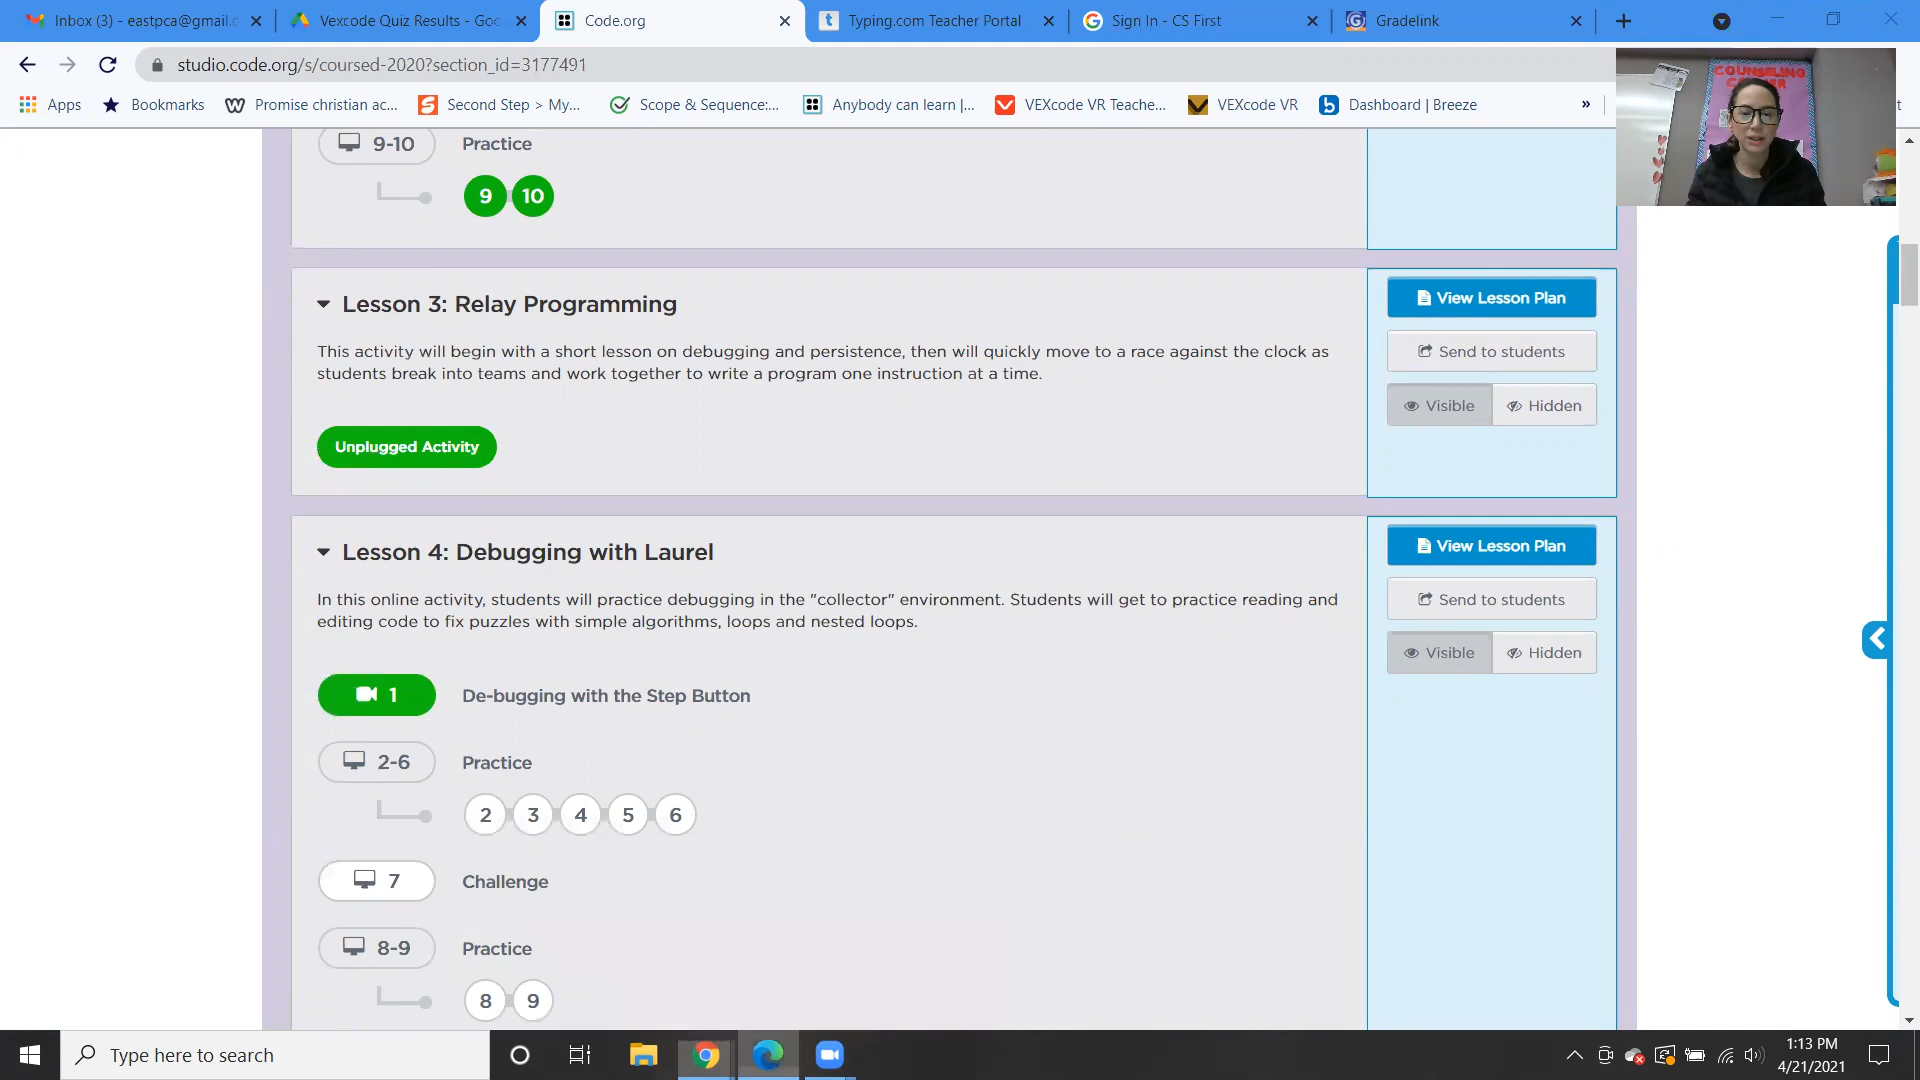 Inbox (3) - eastpca@gmail.c
Vexcode Quiz Results - Goo
Code.org
Typing.com Teacher Portal
Sign In - CS First
Gradelink
studio.code.org/s/coursed-2020?section_id=3177491
Apps
Bookmarks
Promise christian ac...
Second Step > My...
Scope & Sequence:...
Anybody can learn |...
VEXcode VR Teache...
VEXcode VR
Dashboard | Breeze
»
COUNSELING
CORNER
9-10
Practice
9 10
Lesson 3: Relay Programming
View Lesson Plan
This activity will begin with a short lesson on debugging and persistence, then will quickly move to a race against the clock as
students break into teams and work together to write a program one instruction at a time.
Send to students
Visible
Hidden
Unplugged Activity
Lesson 4: Debugging with Laurel
View Lesson Plan
In this online activity, students will practice debugging in the "collector" environment. Students will get to practice reading and
editing code to fix puzzles with simple algorithms, loops and nested loops.
Send to students
Visible
Hidden
1
De-bugging with the Step Button
2-6
Practice
2 3 4 5 6
7
Challenge
8-9
Practice
8 9
Type here to search
1:13 PM
4/21/2021